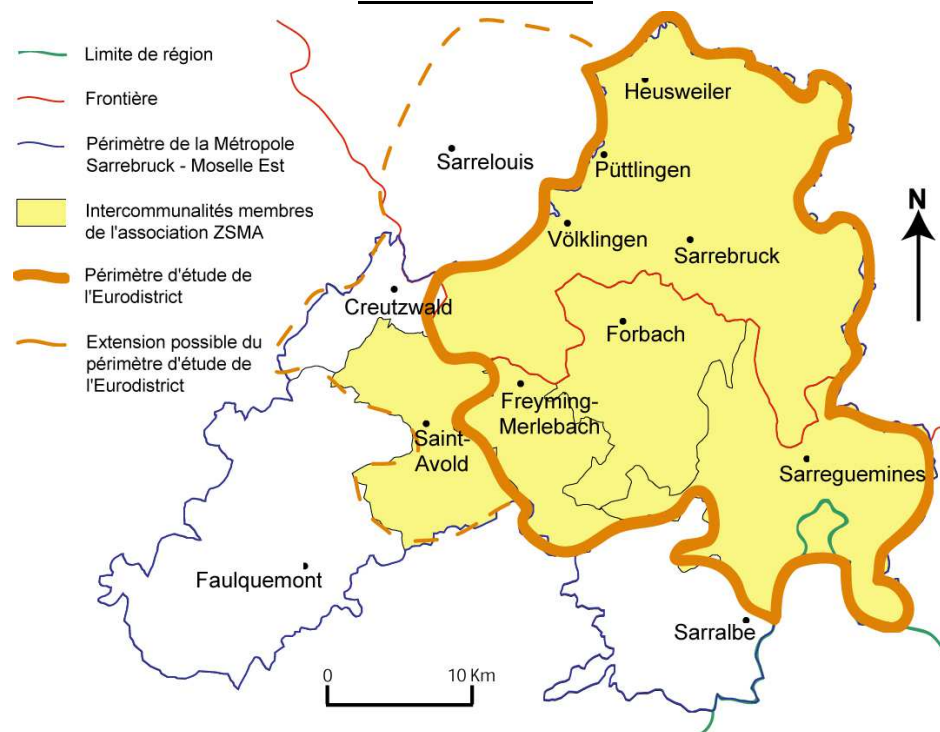 Limite de région
Frontière
Périmètre de la Métropole
Sarrebruck - Moselle Est
Intercommunalités membres
de l'association ZSMA
Périmètre d'étude de
l'Eurodistrict
Extension possible du
périmètre d'étude de
l'Eurodistrict
Heusweiler
Sarrelouis
Püttlingen
N
Völklingen
Sarrebruck
Creutzwald
Forbach
Freyming-
Merlebach
Saint-
Avold
Sarreguemines
Faulquemont
Sarralbe
0
10 Km